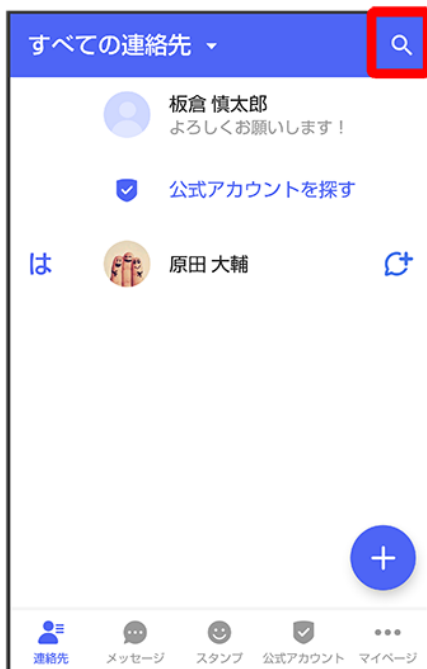 すべての連絡先
板倉 慎太郎
よろしくお願いします！
公式アカウントを探す
は
原田 大輔
連絡先
メッセージ
スタンプ
公式アカウント
マイページ